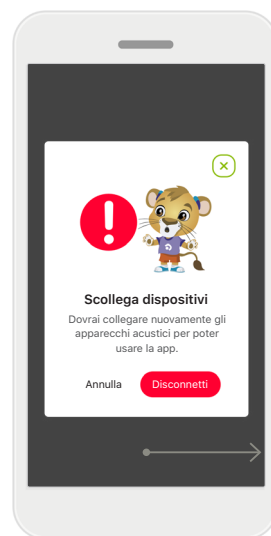 Scollega dispositivi
Dovrai collegare nuovamente gli
apparecchi acustici per poter
usare la app.
Annulla Disconnetti